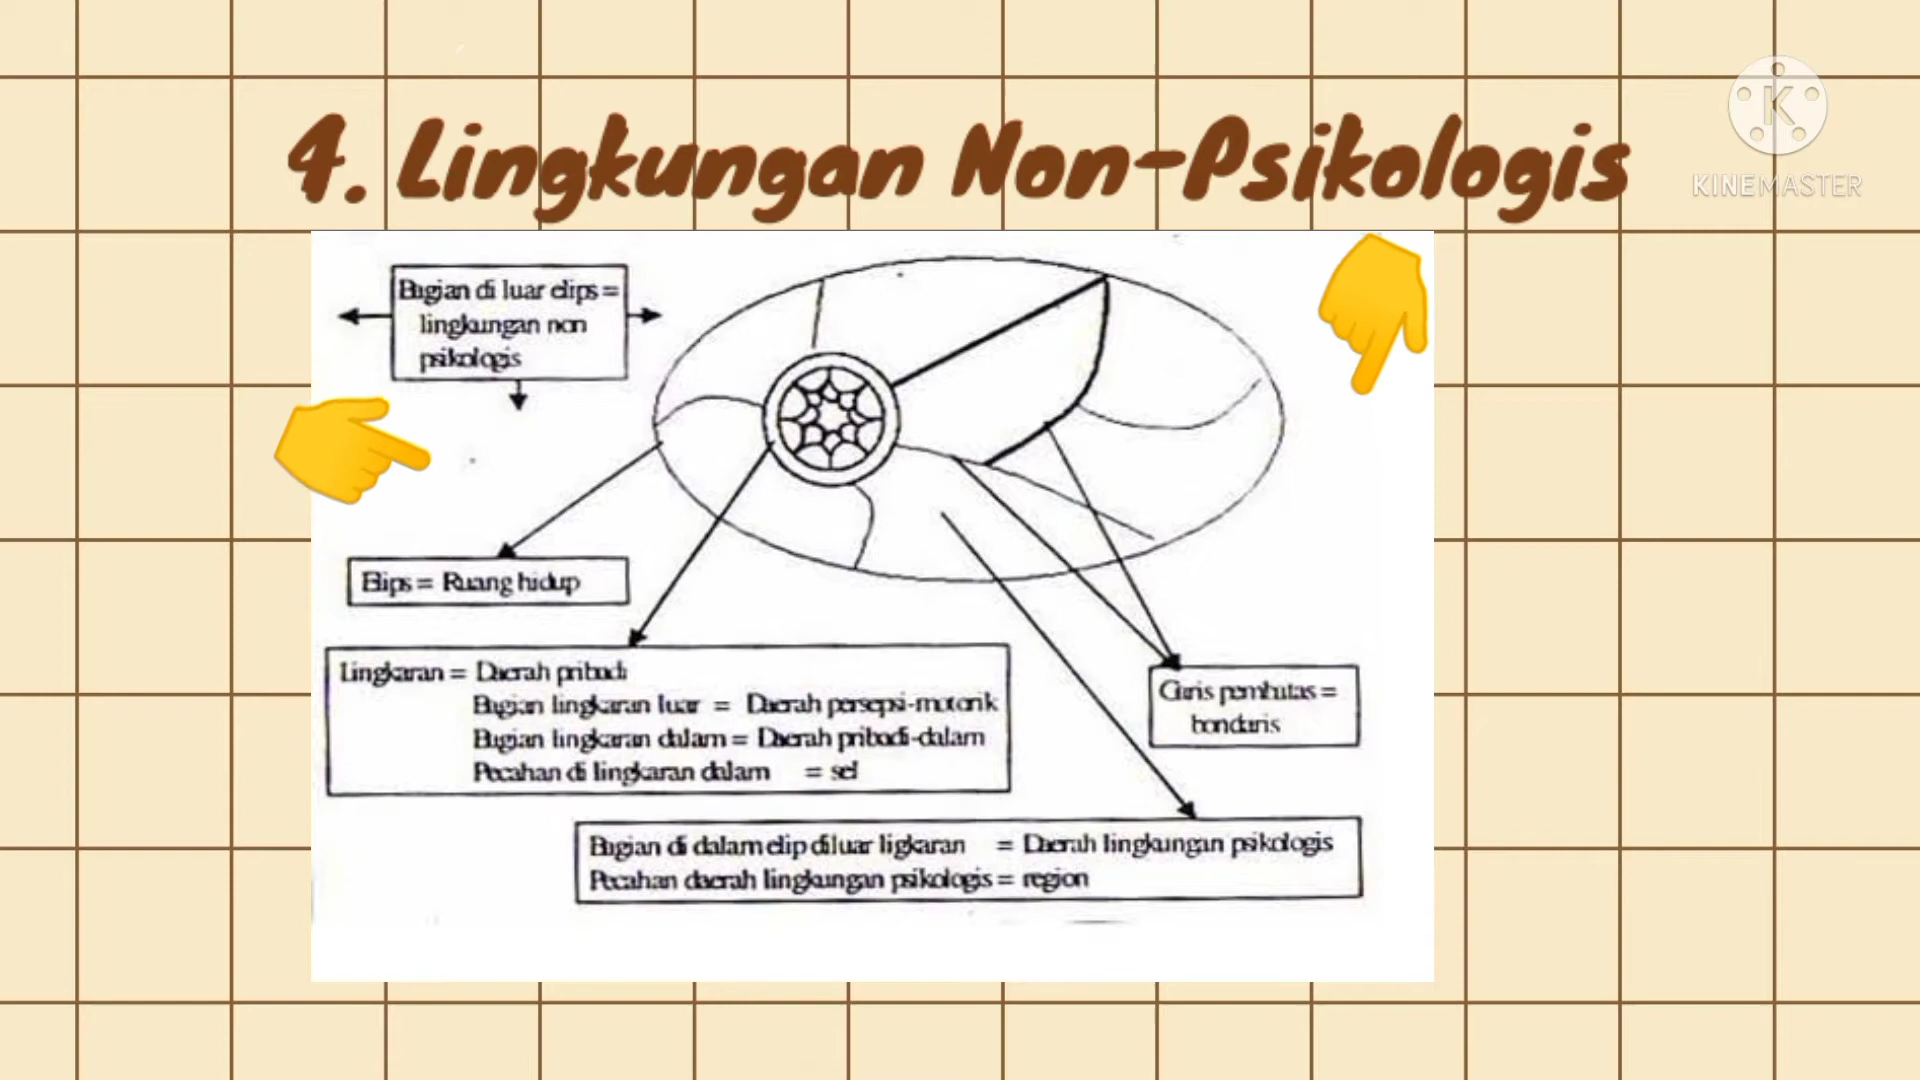 4. Lingkungan Non-Psikologis
KINEMASTER
Bagian di luar elips =
lingkungan non
psikologis
Elips = Ruang hidup
Lingkaran = Daerah pribadi
Bagian lingkaran luar = Daerah persepsi-motorik
Bagian lingkaran dalam = Daerah pribadi-dalam
Pecahan di lingkaran dalam = sel
Garis pembatas =
bondaris
Bagian di dalam elip diluar ligkaran = Daerah lingkungan psikologis
Pecahan daerah lingkungan psikologis = region